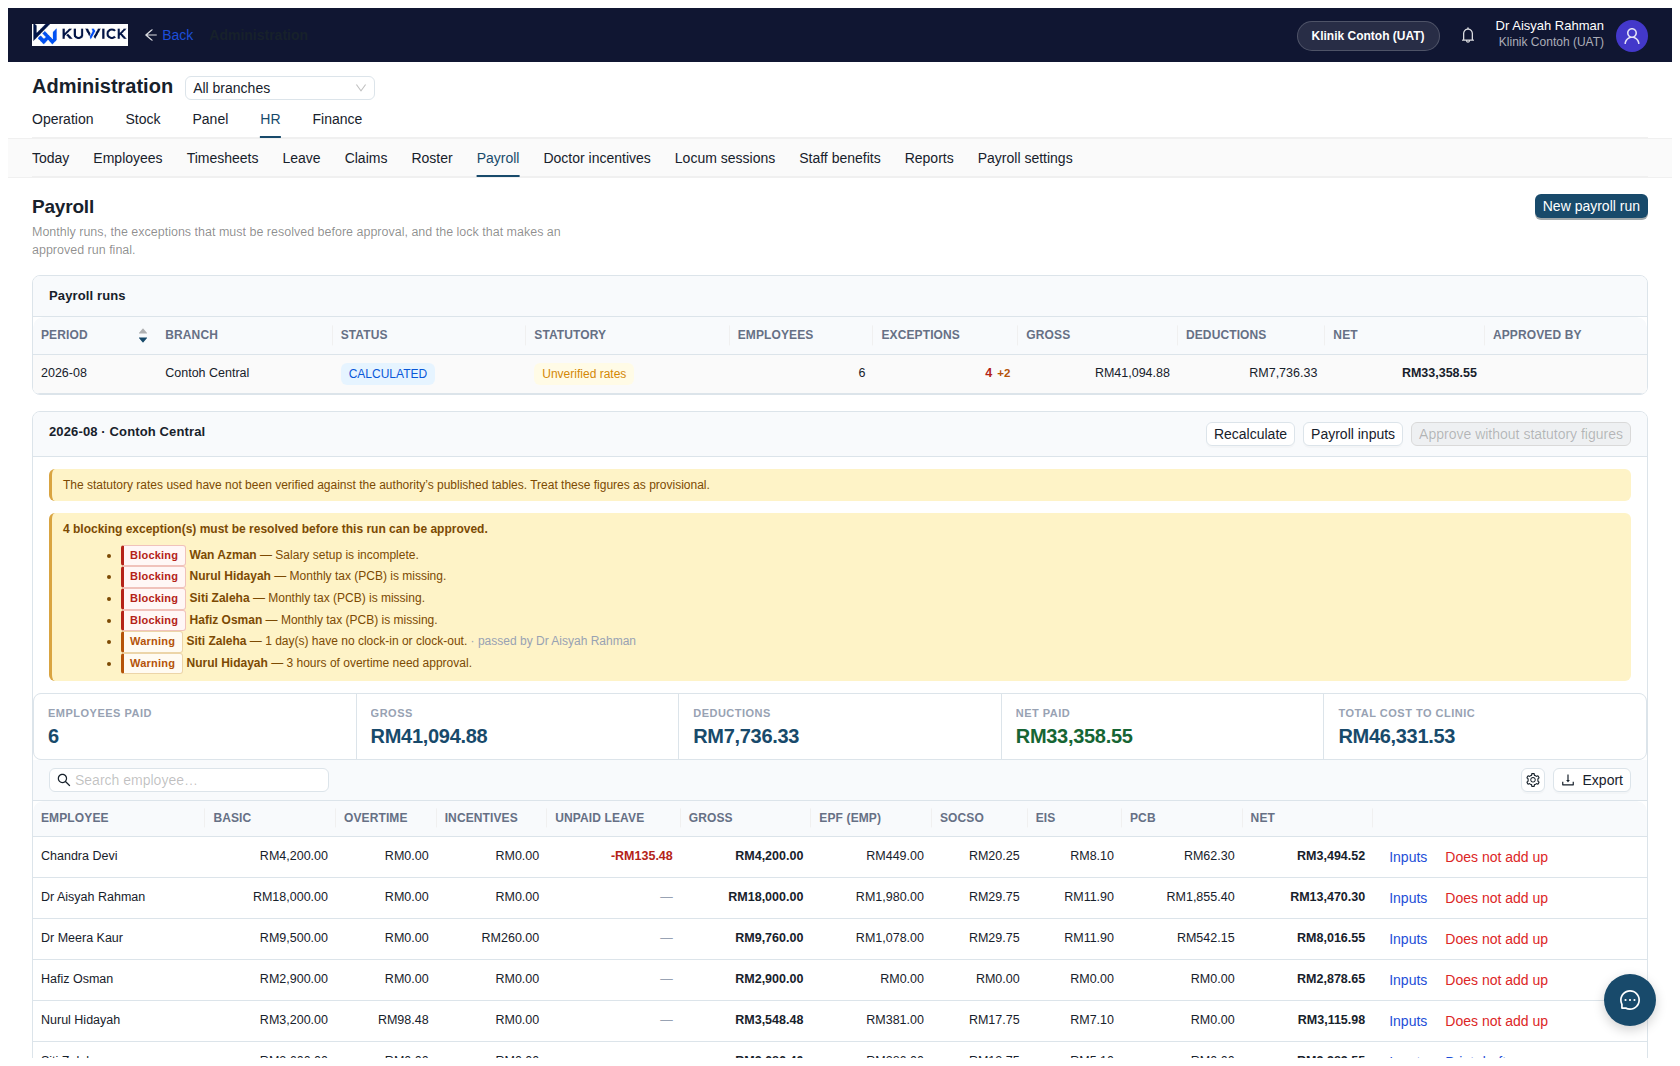 KUWICK
Back
Administration
Klinik Contoh (UAT)
Dr Aisyah Rahman
Klinik Contoh (UAT)
Administration
All branches
Operation Stock Panel HR Finance
Today Employees Timesheets Leave Claims Roster Payroll Doctor incentives Locum sessions Staff benefits Reports Payroll settings
Payroll
New payroll run
Monthly runs, the exceptions that must be resolved before approval, and the lock that makes an
approved run final.
Payroll runs
PERIOD BRANCH STATUS STATUTORY EMPLOYEES EXCEPTIONS GROSS DEDUCTIONS NET APPROVED BY
2026-08 Contoh Central CALCULATED Unverified rates 6 4 +2 RM41,094.88 RM7,736.33 RM33,358.55
2026-08 · Contoh Central
Recalculate Payroll inputs Approve without statutory figures
The statutory rates used have not been verified against the authority's published tables. Treat these figures as provisional.
4 blocking exception(s) must be resolved before this run can be approved.
• Blocking Wan Azman — Salary setup is incomplete.
• Blocking Nurul Hidayah — Monthly tax (PCB) is missing.
• Blocking Siti Zaleha — Monthly tax (PCB) is missing.
• Blocking Hafiz Osman — Monthly tax (PCB) is missing.
• Warning Siti Zaleha — 1 day(s) have no clock-in or clock-out. · passed by Dr Aisyah Rahman
• Warning Nurul Hidayah — 3 hours of overtime need approval.
EMPLOYEES PAID GROSS DEDUCTIONS NET PAID TOTAL COST TO CLINIC
6 RM41,094.88 RM7,736.33 RM33,358.55 RM46,331.53
Search employee…
Export
EMPLOYEE BASIC OVERTIME INCENTIVES UNPAID LEAVE GROSS EPF (EMP) SOCSO EIS PCB NET
Chandra Devi RM4,200.00 RM0.00 RM0.00 -RM135.48 RM4,200.00 RM449.00 RM20.25 RM8.10 RM62.30 RM3,494.52 Inputs Does not add up
Dr Aisyah Rahman RM18,000.00 RM0.00 RM0.00 — RM18,000.00 RM1,980.00 RM29.75 RM11.90 RM1,855.40 RM13,470.30 Inputs Does not add up
Dr Meera Kaur RM9,500.00 RM0.00 RM260.00 — RM9,760.00 RM1,078.00 RM29.75 RM11.90 RM542.15 RM8,016.55 Inputs Does not add up
Hafiz Osman RM2,900.00 RM0.00 RM0.00 — RM2,900.00 RM0.00 RM0.00 RM0.00 RM0.00 RM2,878.65 Inputs Does not add up
Nurul Hidayah RM3,200.00 RM98.48 RM0.00 — RM3,548.48 RM381.00 RM17.75 RM7.10 RM0.00 RM3,115.98 Inputs Does not add up